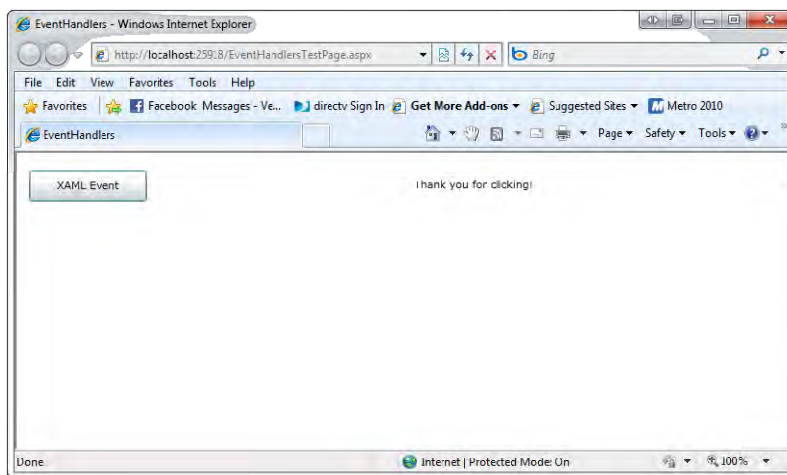 EventHandlers - Windows Internet Explorer
http://localhost:25918/EventHandlersTestPage.aspx
Bing
File Edit View Favorites Tools Help
Favorites Facebook Messages - Ve... directv Sign In Get More Add-ons Suggested Sites Metro 2010
EventHandlers Page Safety Tools
XAML Event Thank you for clicking!
Done Internet | Protected Mode: On 100%